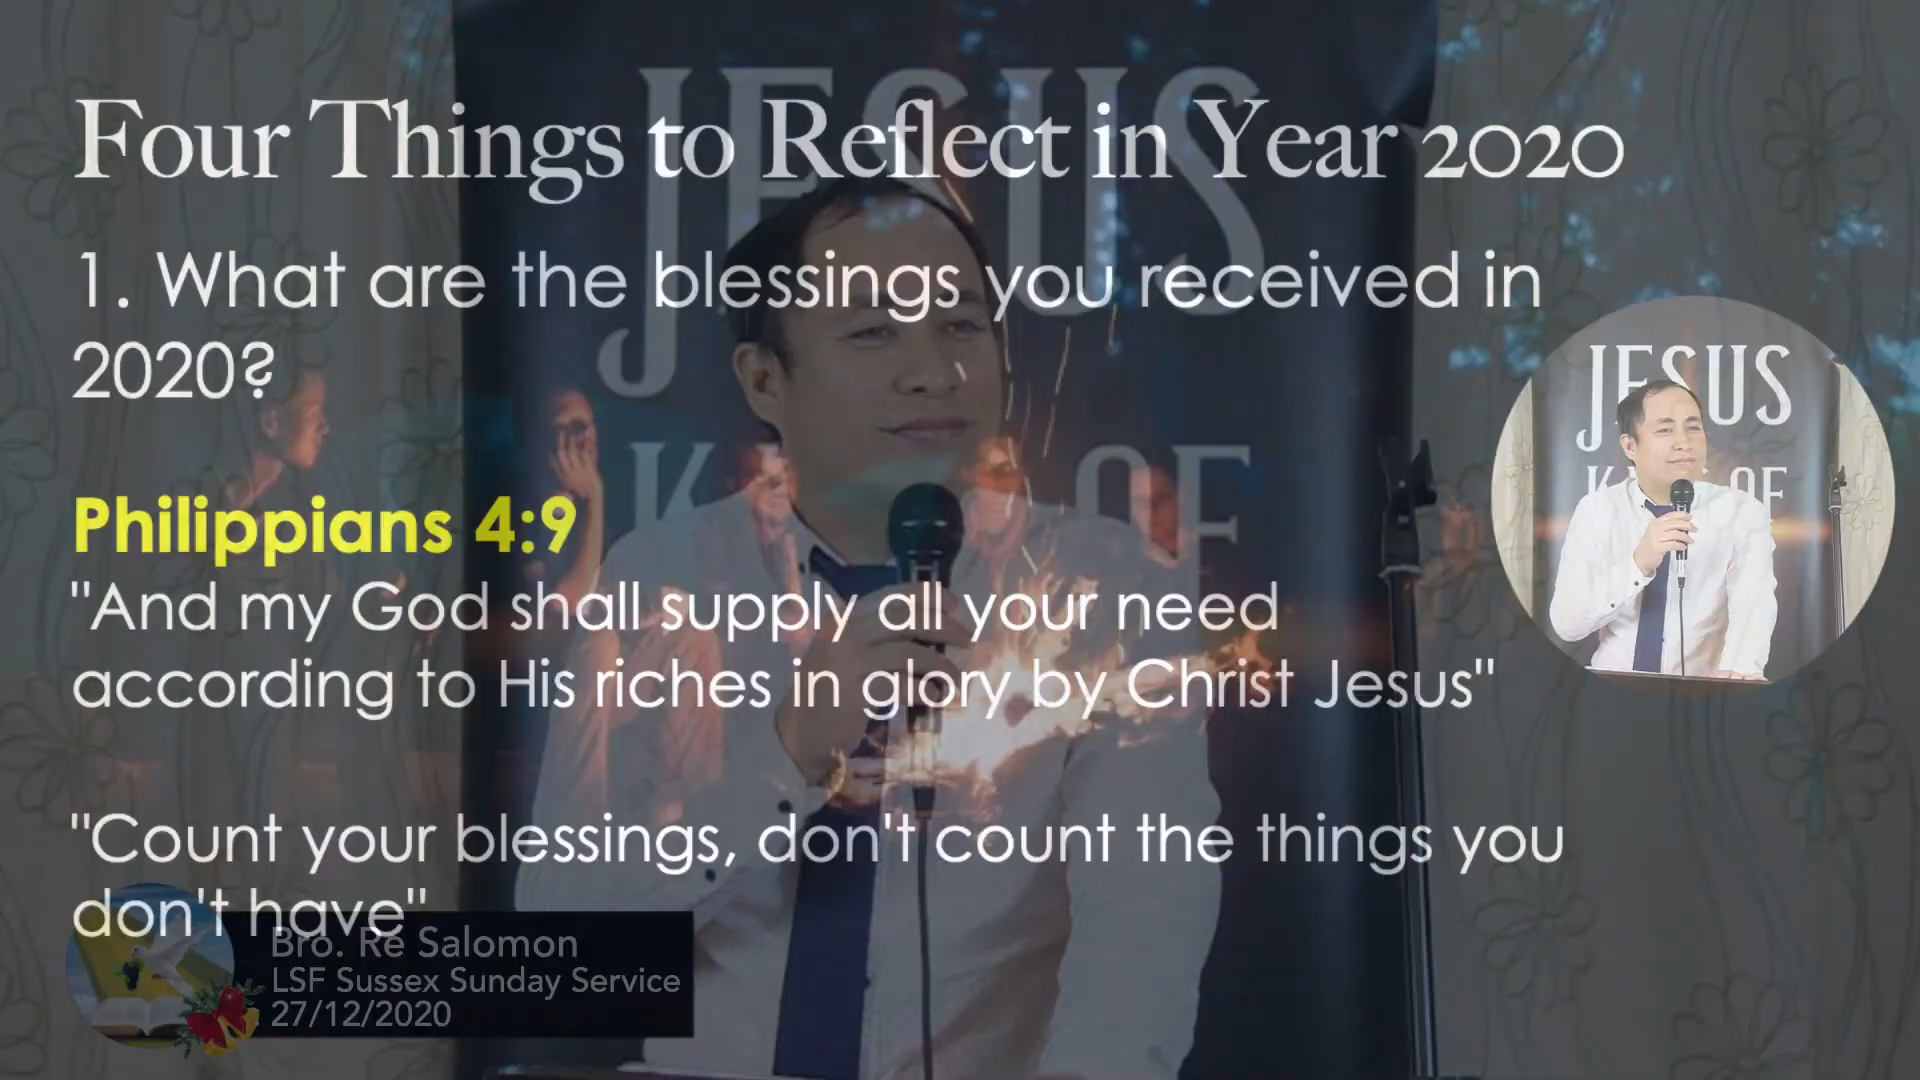 Four Things to Reflect in Year 2020
1. What are the blessings you received in
2020?
Philippians 4:9
"And my God shall supply all your need
according to His riches in glory by Christ Jesus"
"Count your blessings, don't count the things you
don't have"
Bro. Re Salomon
LSF Sussex Sunday Service
27/12/2020
JESUS
OF
JESUS
OF